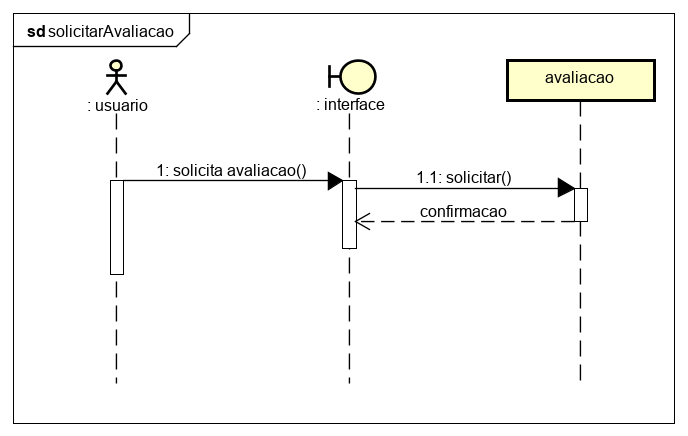 sd solicitarAvaliacao
: usuario
: interface
avaliacao
1: solicita avaliacao()
1.1: solicitar()
confirmacao